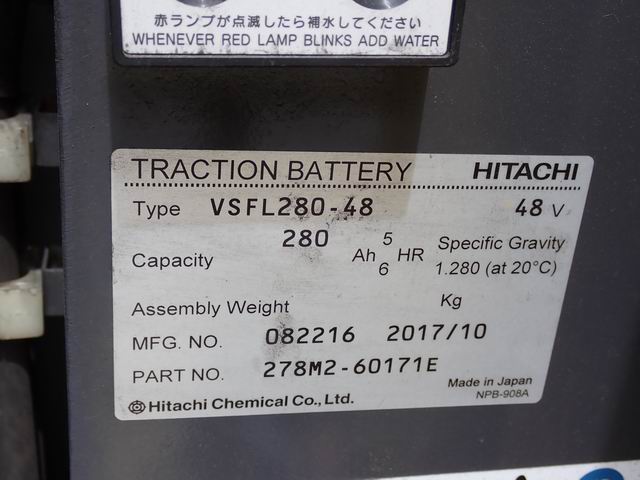 赤ランプが点滅したら補水してください
WHENEVER RED LAMP BLINKS ADD WATER
TRACTION BATTERY HITACHI
Type VSFL280-48 48 V
Capacity 280 Ah 5 HR Specific Gravity
6 1.280 (at 20°C)
Assembly Weight Kg
MFG. NO. 082216 2017/10
PART NO. 278M2-60171E
Made in Japan
Hitachi Chemical Co., Ltd. NPB-908A